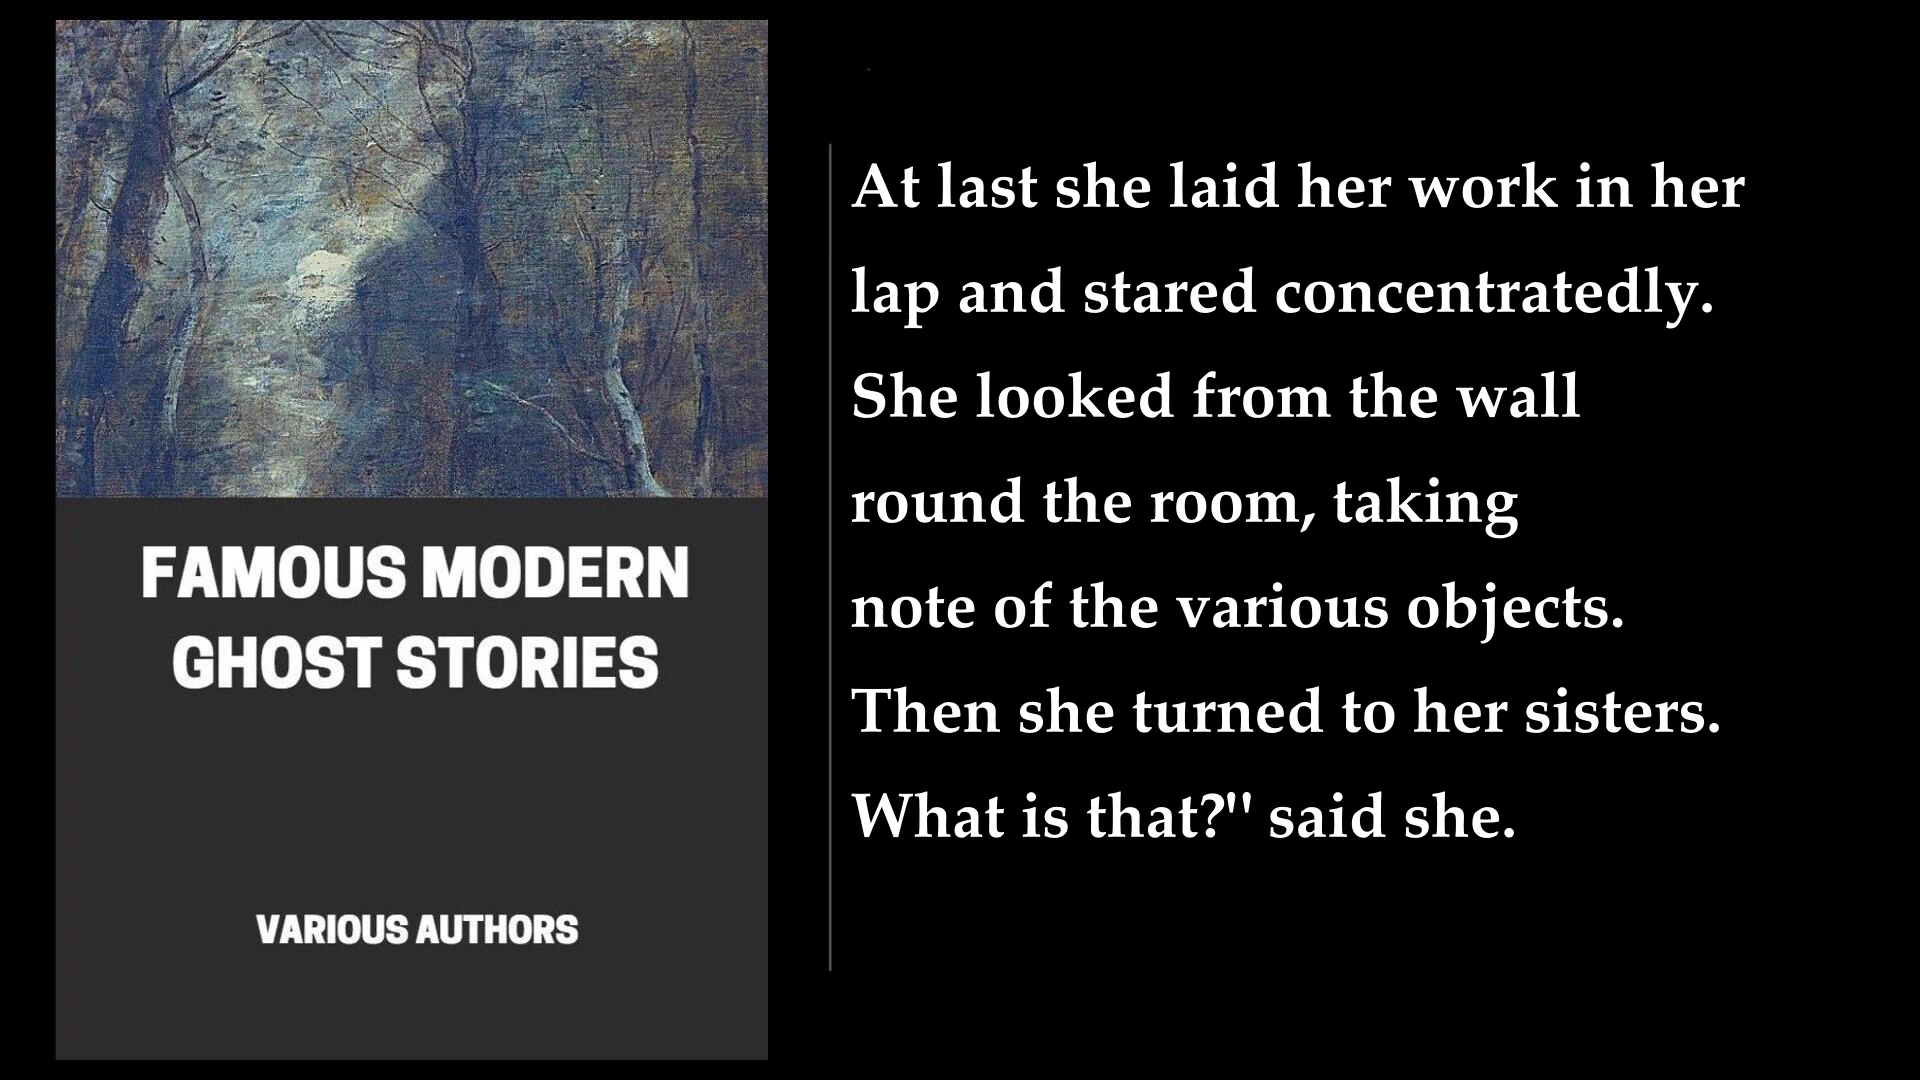 FAMOUS MODERN
GHOST STORIES
VARIOUS AUTHORS
At last she laid her work in her
lap and stared concentratedly.
She looked from the wall
round the room, taking
note of the various objects.
Then she turned to her sisters.
What is that?" said she.